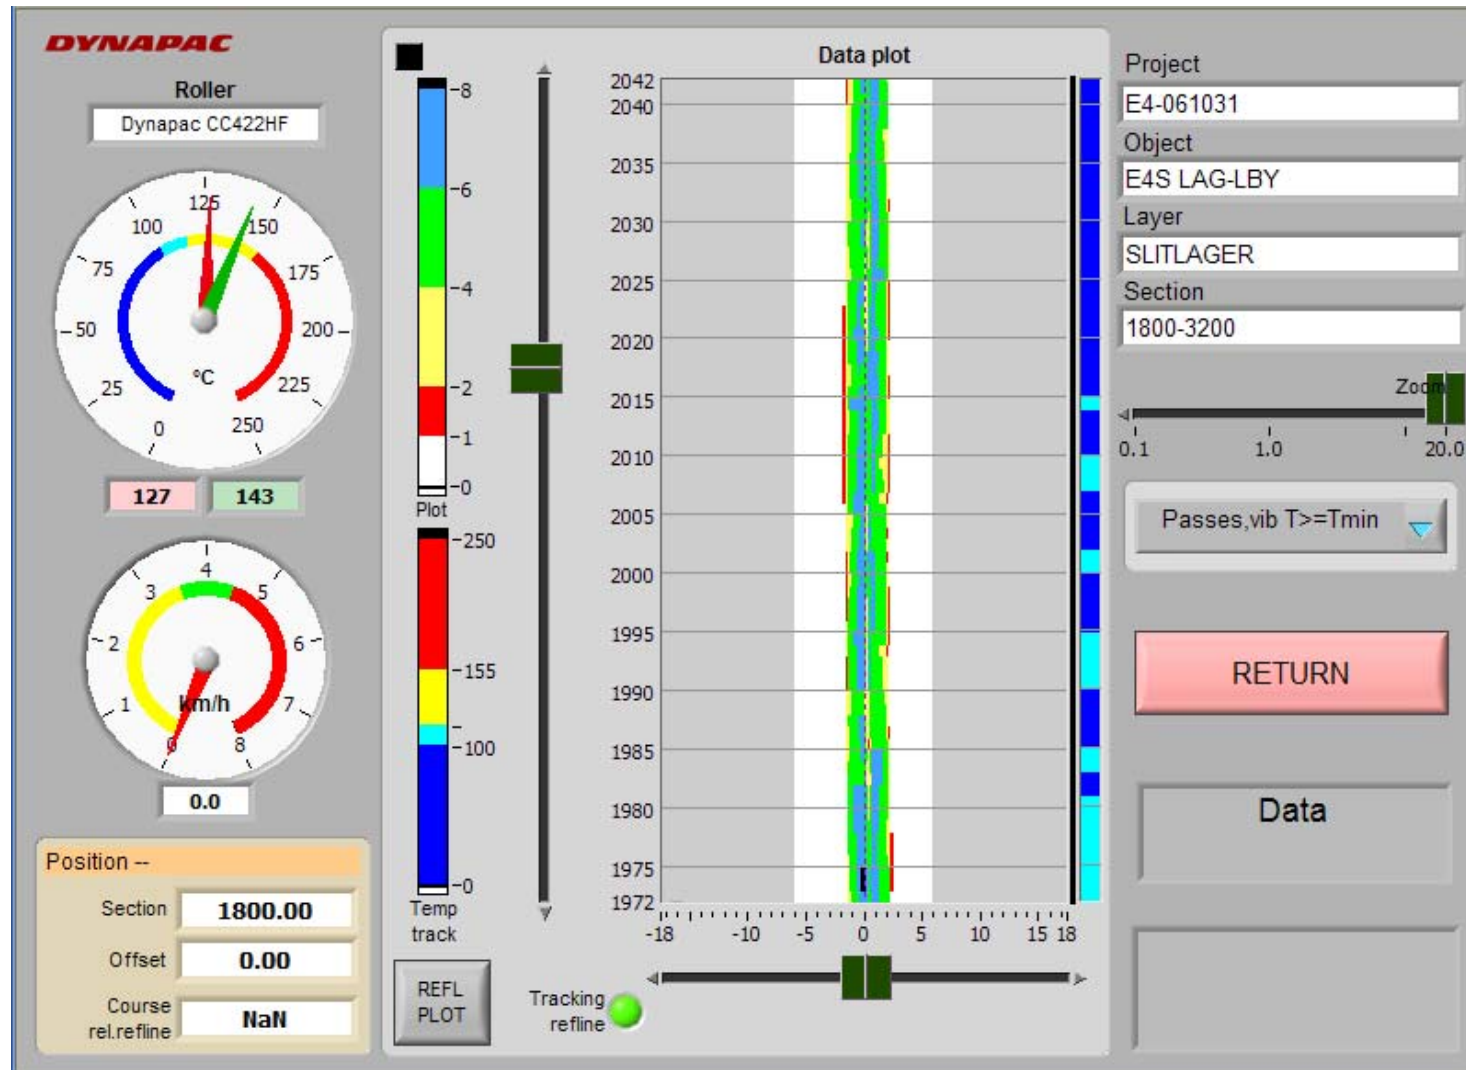 DYNAPAC
Roller
Dynapac CC422HF
0
25
50
75
100
125
150
175
200
225
250
°C
127
143
0
1
2
3
4
5
6
7
8
km/h
0.0
Position --
Section
1800.00
Offset
0.00
Course
rel.refline
NaN
8
6
4
2
1
0
Plot
250
155
100
0
Temp
track
REFL
PLOT
Data plot
2042
2040
2035
2030
2025
2020
2015
2010
2005
2000
1995
1990
1985
1980
1975
1972
-18 -10 -5 0 5 10 15 18
Tracking
refline
Project
E4-061031
Object
E4S LAG-LBY
Layer
SLITLAGER
Section
1800-3200
Zoom
0.1 1.0 20.0
Passes,vib T>=Tmin
RETURN
Data